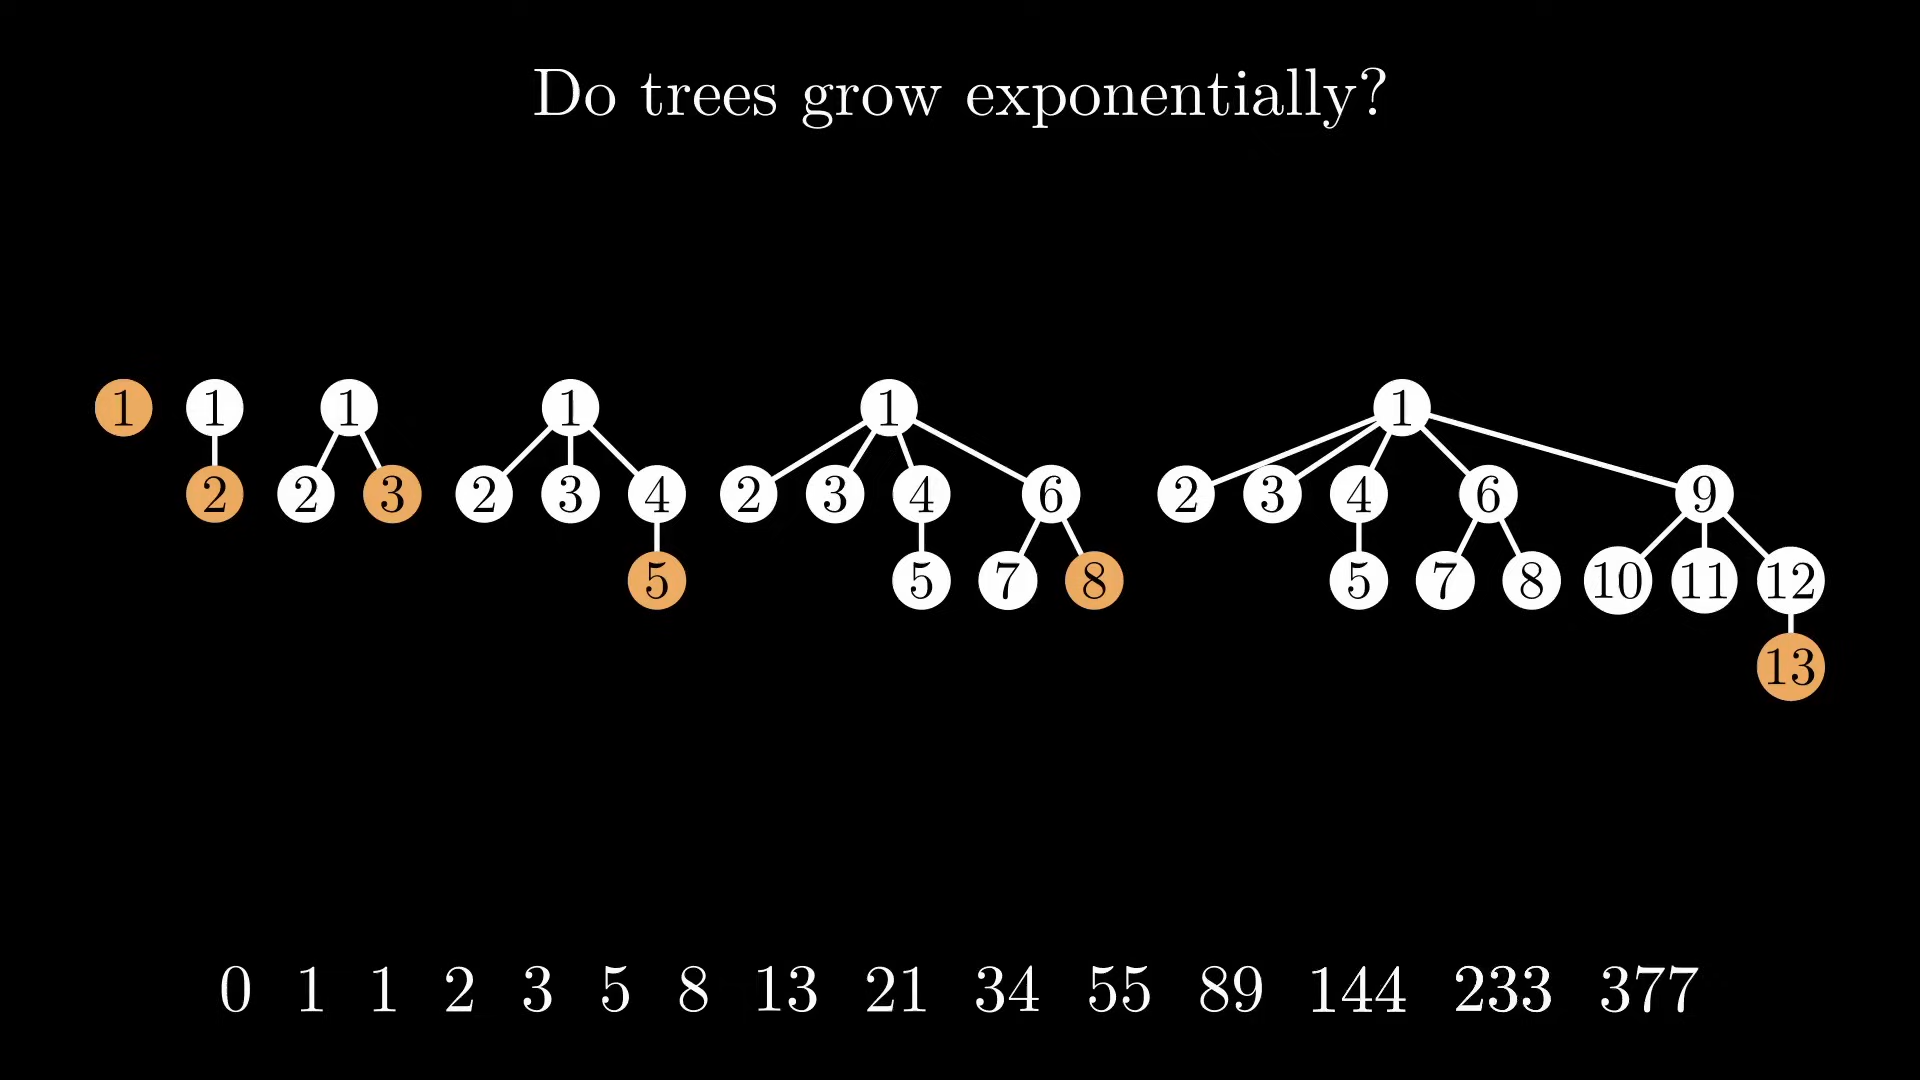 Do trees grow exponentially?
1 1 1 1 1 1
2 2 3 2 3 4 2 3 4 6 2 3 4 6 9
5 5 7 8 5 7 8 10 11 12
13
0 1 1 2 3 5 8 13 21 34 55 89 144 233 377